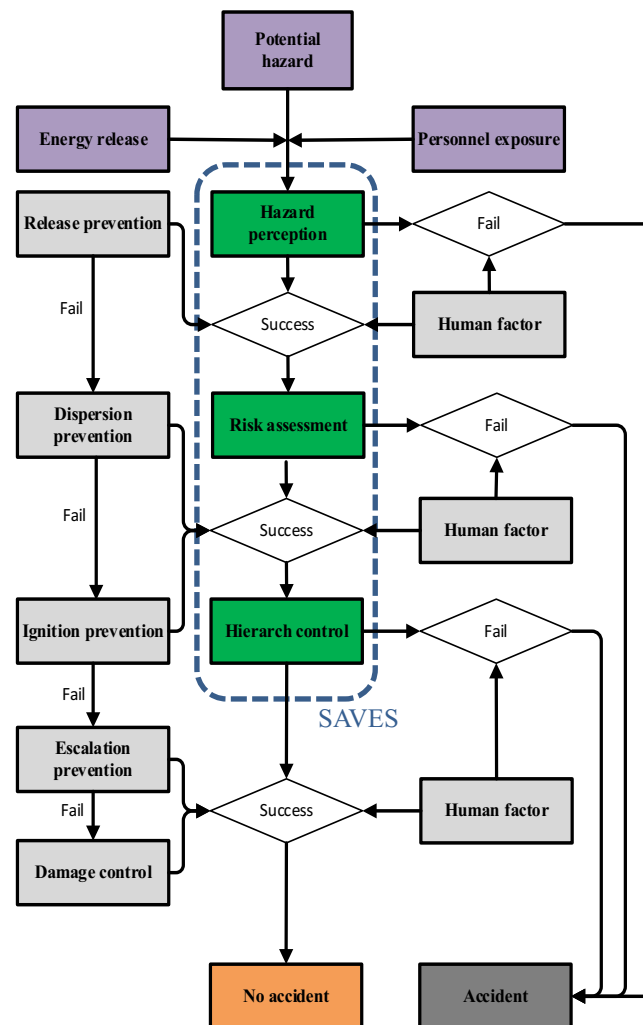 Potential
hazard
Energy release
Personnel exposure
Release prevention
Hazard
perception
Fail
Fail
Success
Human factor
Dispersion
prevention
Risk assessment
Fail
Fail
Success
Human factor
Ignition prevention
Hierarch control
Fail
Fail
SAVES
Escalation
prevention
Fail
Success
Human factor
Damage control
No accident
Accident